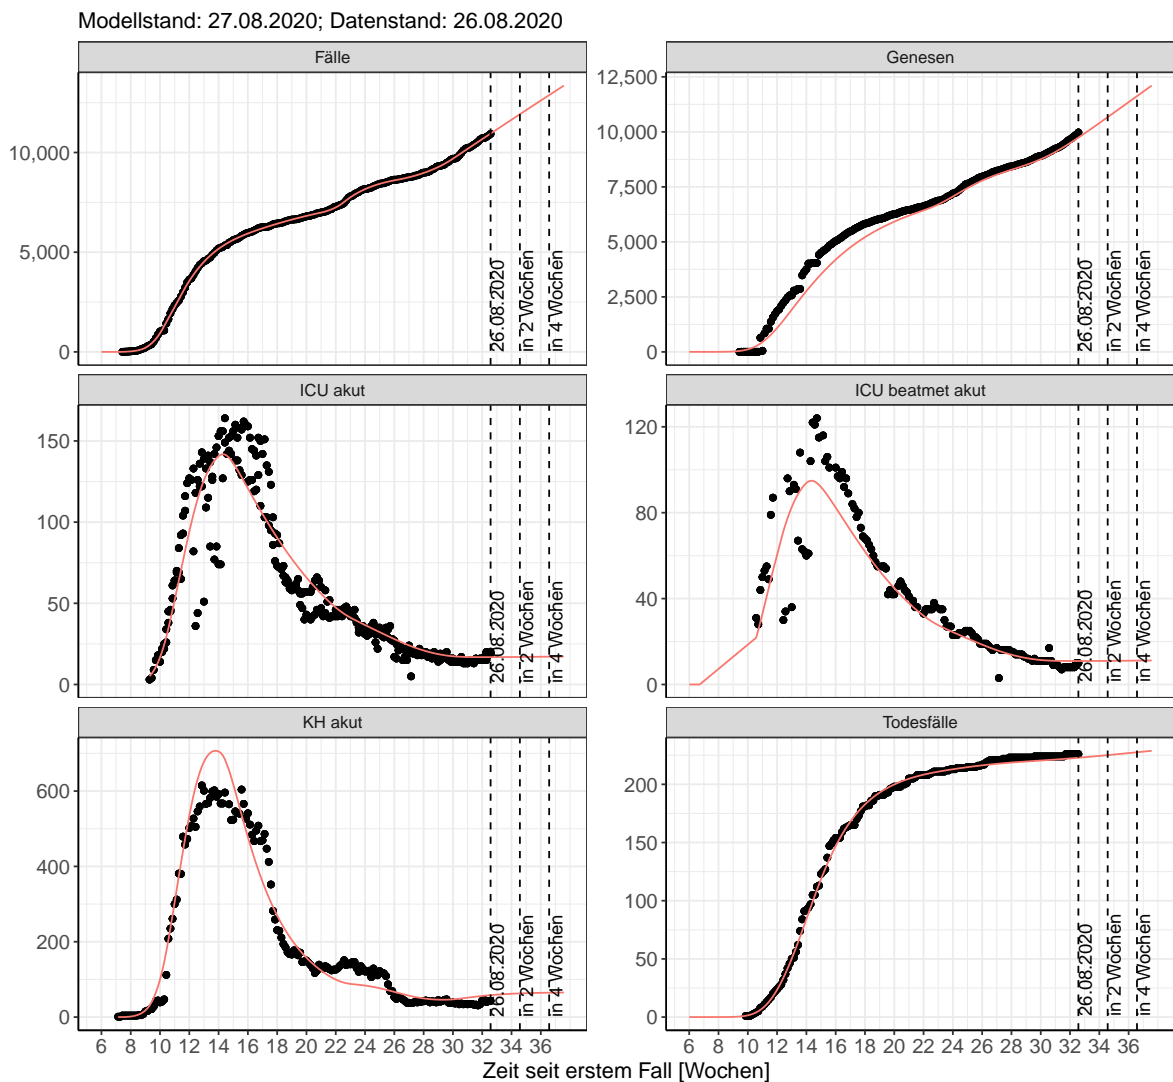 Modellstand: 27.08.2020; Datenstand: 26.08.2020
Fälle
Genesen
10,000
5,000
0
26.08.2020
in 2 Wochen
in 4 Wochen
12,500
10,000
7,500
5,000
2,500
0
26.08.2020
in 2 Wochen
in 4 Wochen
ICU akut
ICU beatmet akut
150
100
50
0
26.08.2020
in 2 Wochen
in 4 Wochen
120
80
40
0
26.08.2020
in 2 Wochen
in 4 Wochen
KH akut
Todesfälle
600
400
200
0
26.08.2020
in 2 Wochen
in 4 Wochen
200
150
100
50
0
26.08.2020
in 2 Wochen
in 4 Wochen
6 8 10 12 14 16 18 20 22 24 26 28 30 32 34 36
6 8 10 12 14 16 18 20 22 24 26 28 30 32 34 36
Zeit seit erstem Fall [Wochen]